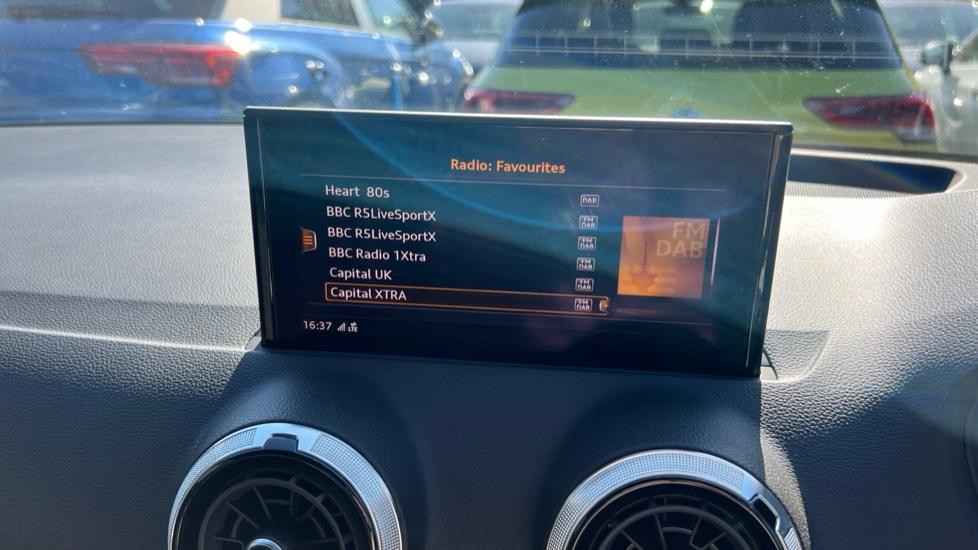 Radio: Favourites
Heart 80s
DAB
BBC R5LiveSportX
FM
DAB
BBC R5LiveSportX
FM
DAB
BBC Radio 1Xtra
FM
DAB
Capital UK
FM
DAB
Capital XTRA
FM
DAB
FM
DAB
16:37
LTE